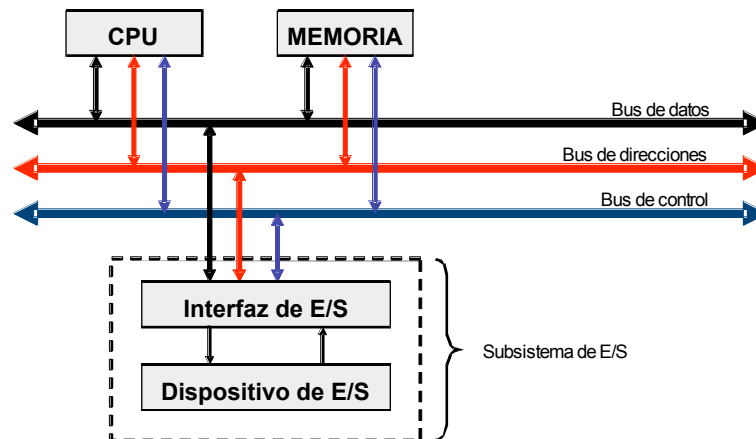 CPU
MEMORIA
Bus de datos
Bus de direcciones
Bus de control
Interfaz de E/S
Subsistema de E/S
Dispositivo de E/S